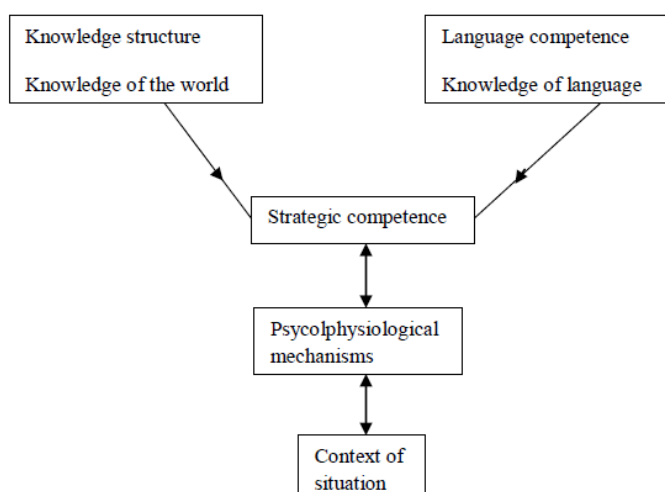 Knowledge structure
Knowledge of the world
Language competence
Knowledge of language
Strategic competence
Psycolphysiological
mechanisms
Context of
situation